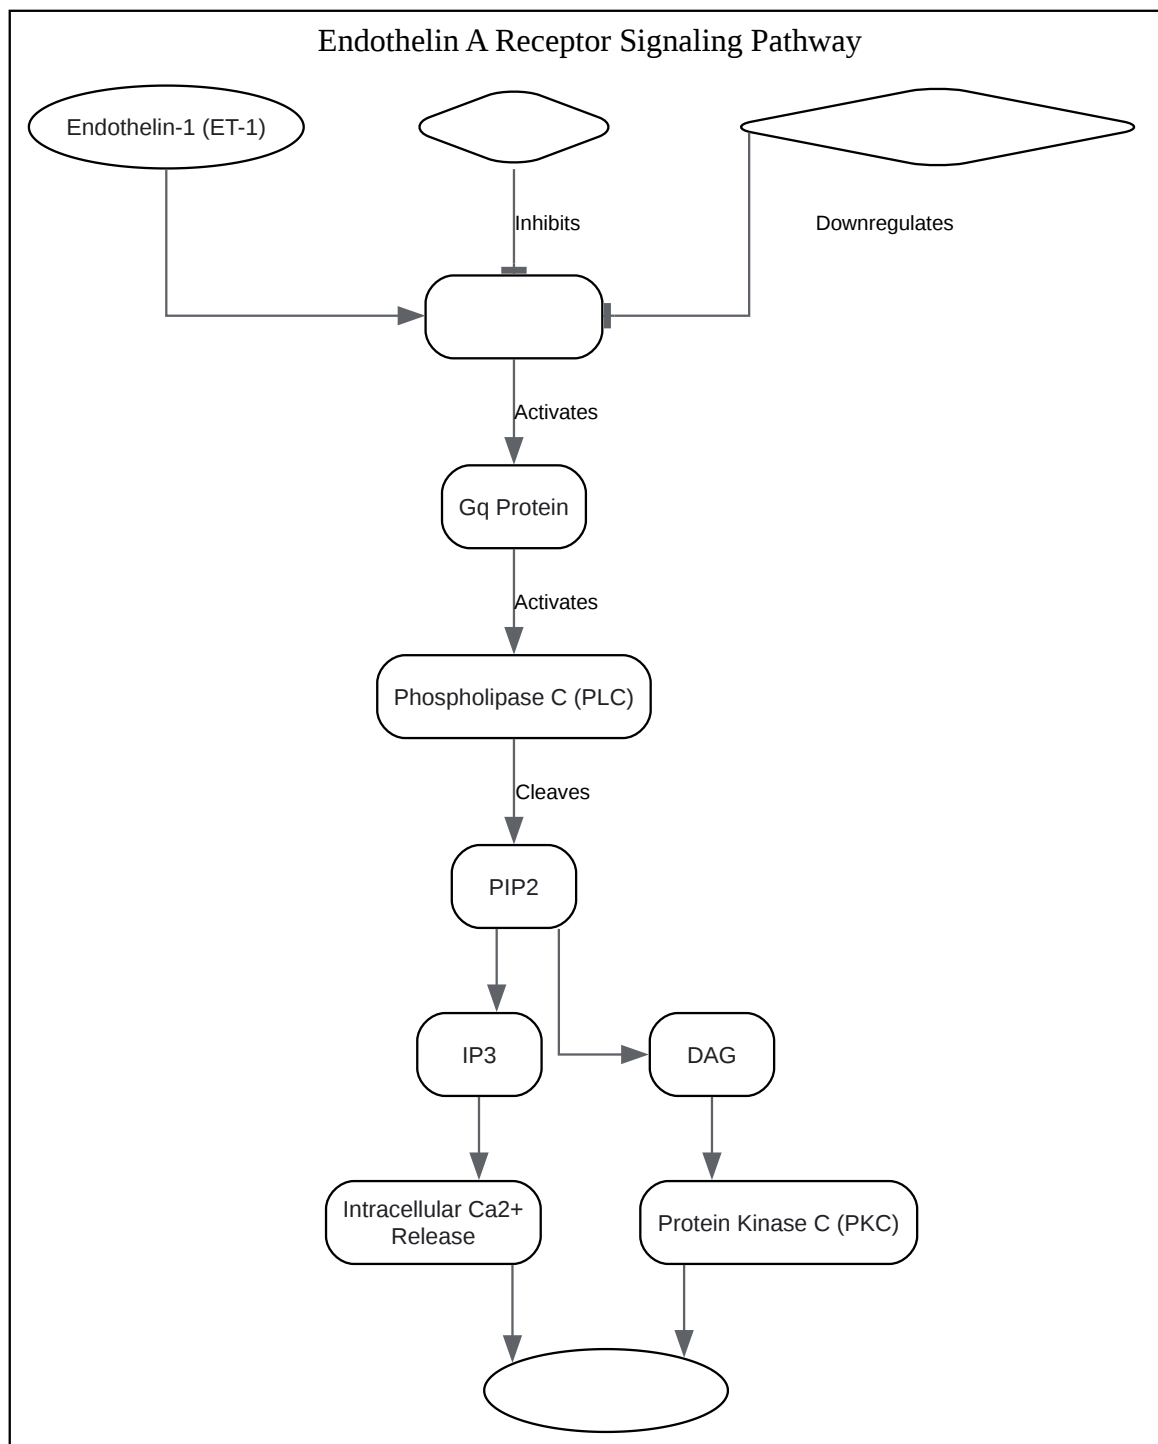 Endothelin A Receptor Signaling Pathway
Endothelin-1 (ET-1)
Inhibits
Downregulates
Activates
Gq Protein
Activates
Phospholipase C (PLC)
Cleaves
PIP2
IP3
DAG
Intracellular Ca2+
Release
Protein Kinase C (PKC)